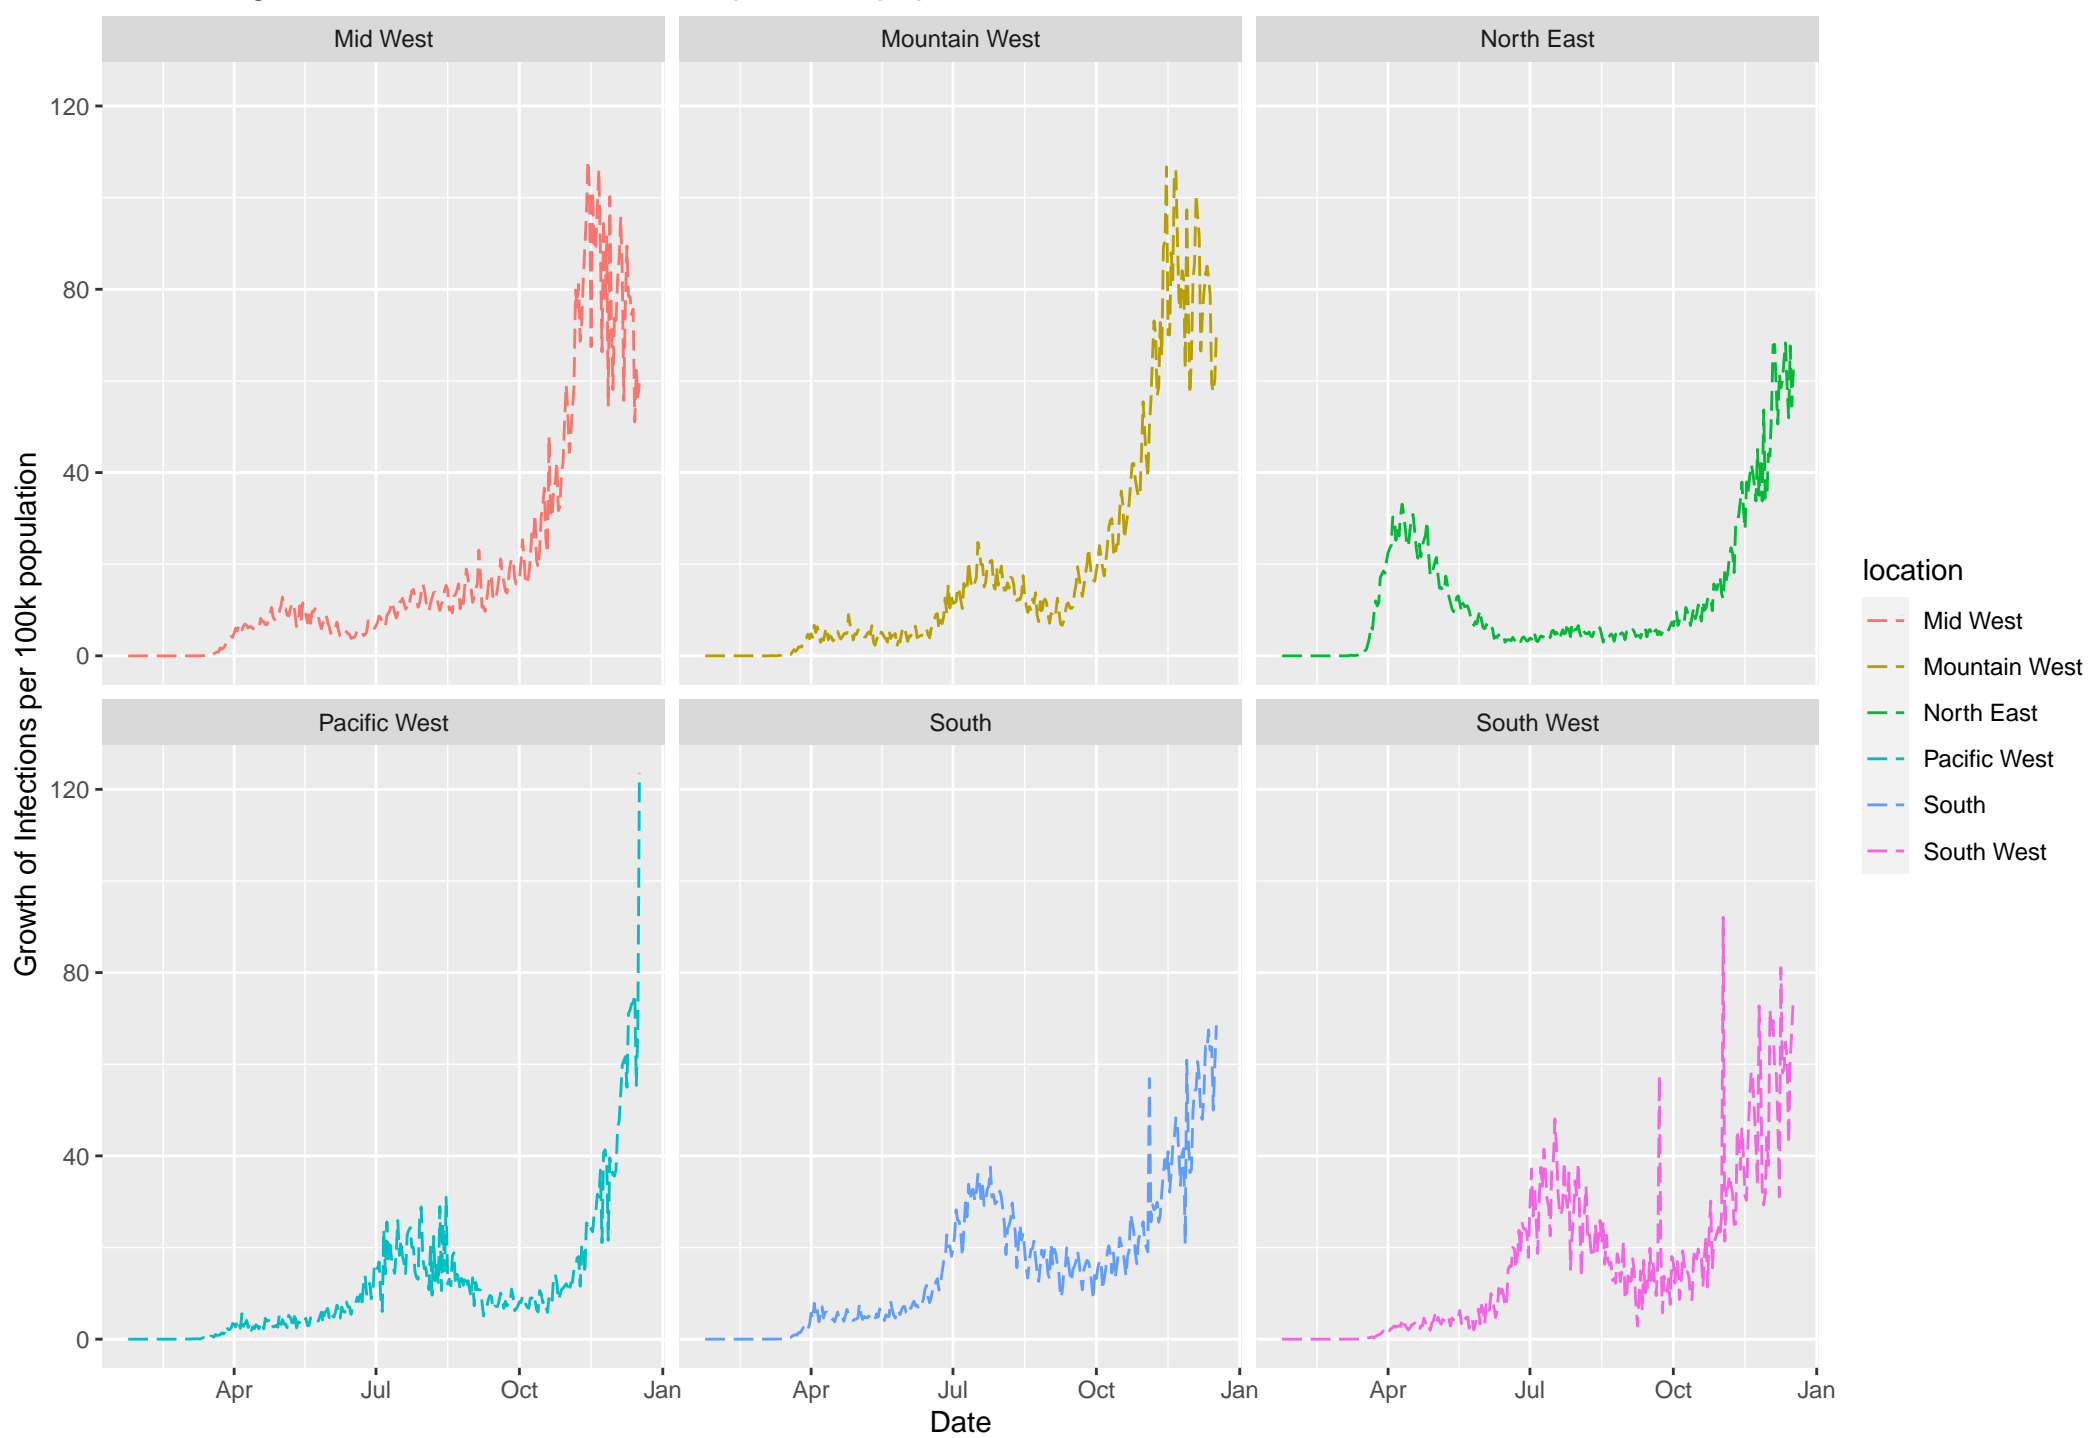 Mid West
Mountain West
North East
120
80
40
0
Pacific West
South
South West
120
80
40
0
Apr Jul Oct Jan
Apr Jul Oct Jan
Apr Jul Oct Jan
Date
Growth of Infections per 100k population
location
Mid West
Mountain West
North East
Pacific West
South
South West